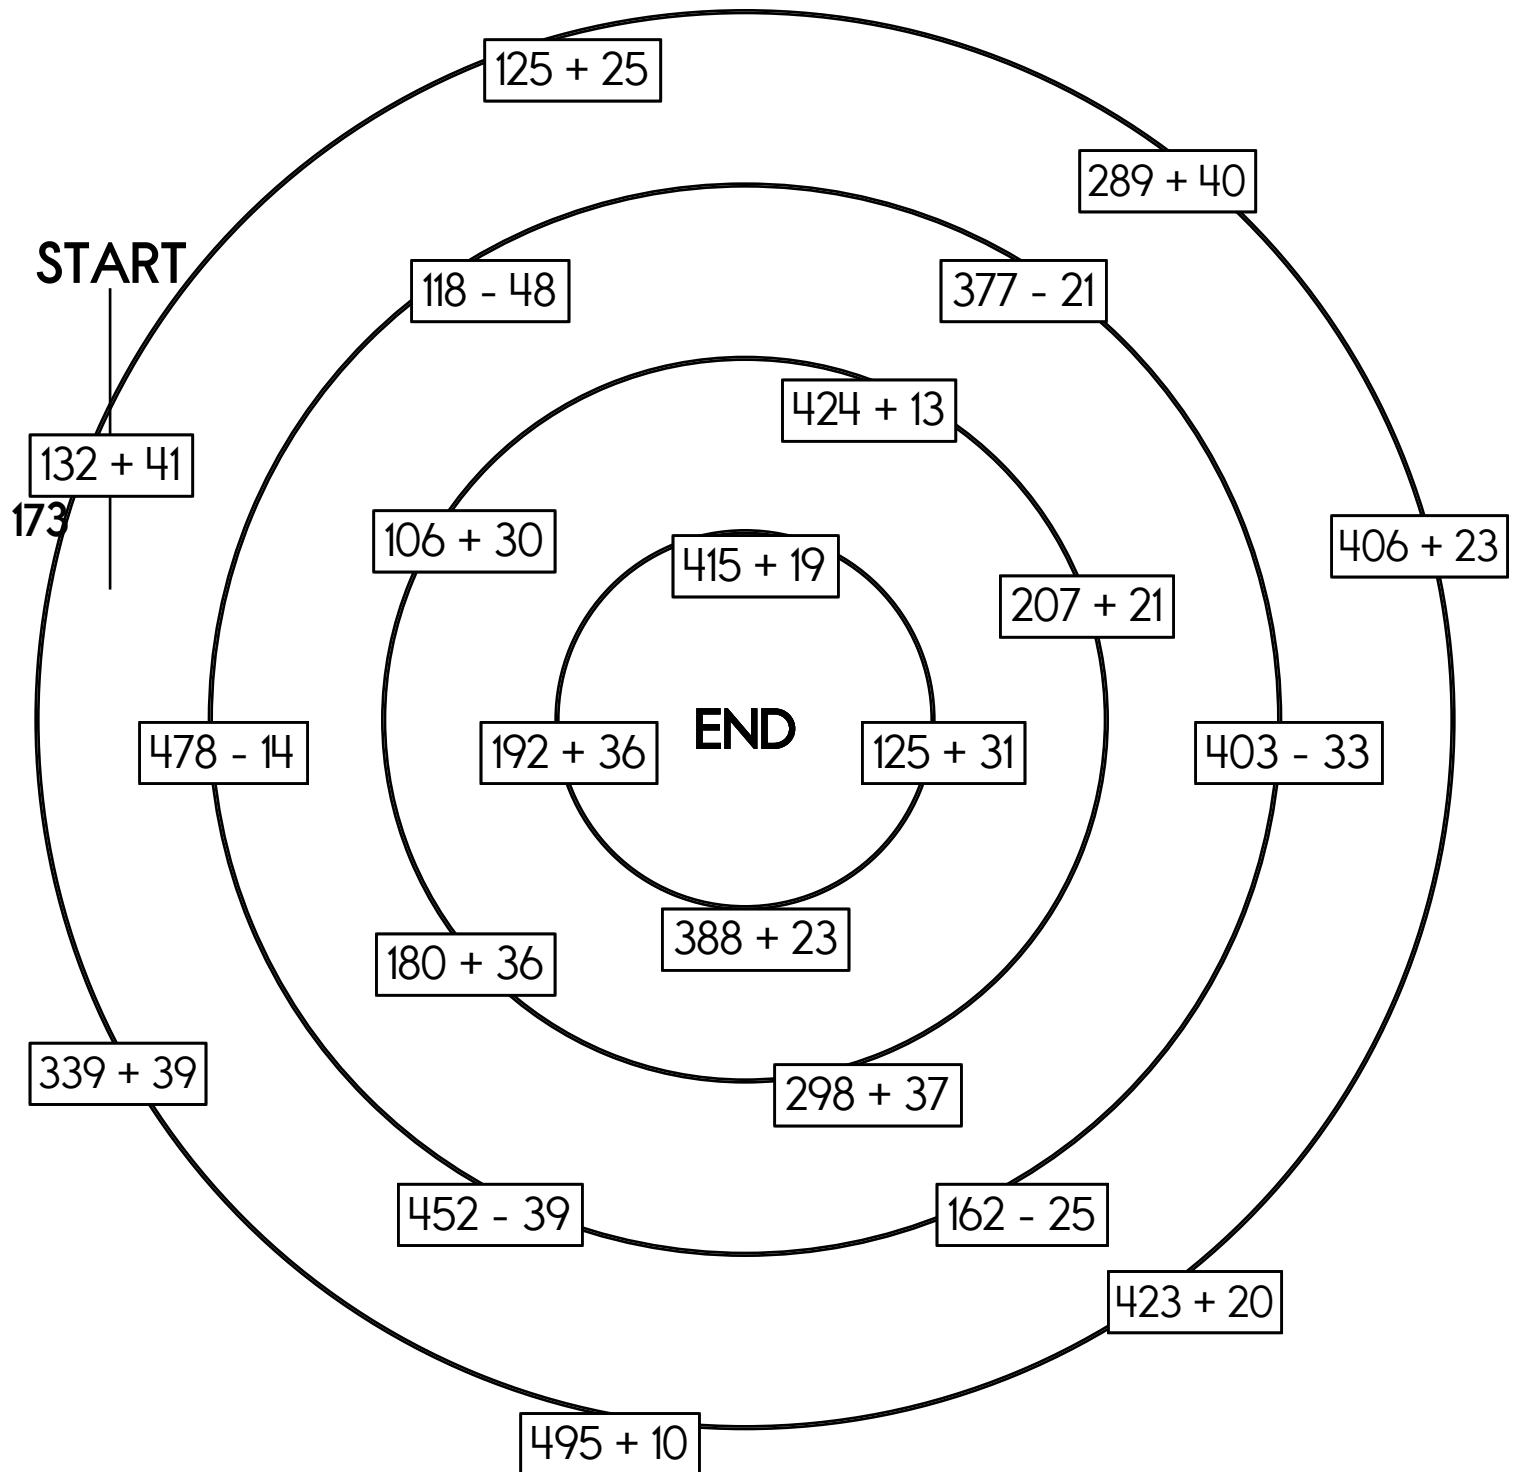 125 + 25
289 + 40
START
118 - 48
377 - 21
424 + 13
132 + 41
173
106 + 30
406 + 23
415 + 19
207 + 21
478 - 14
192 + 36
END
125 + 31
403 - 33
388 + 23
180 + 36
339 + 39
298 + 37
452 - 39
162 - 25
423 + 20
495 + 10